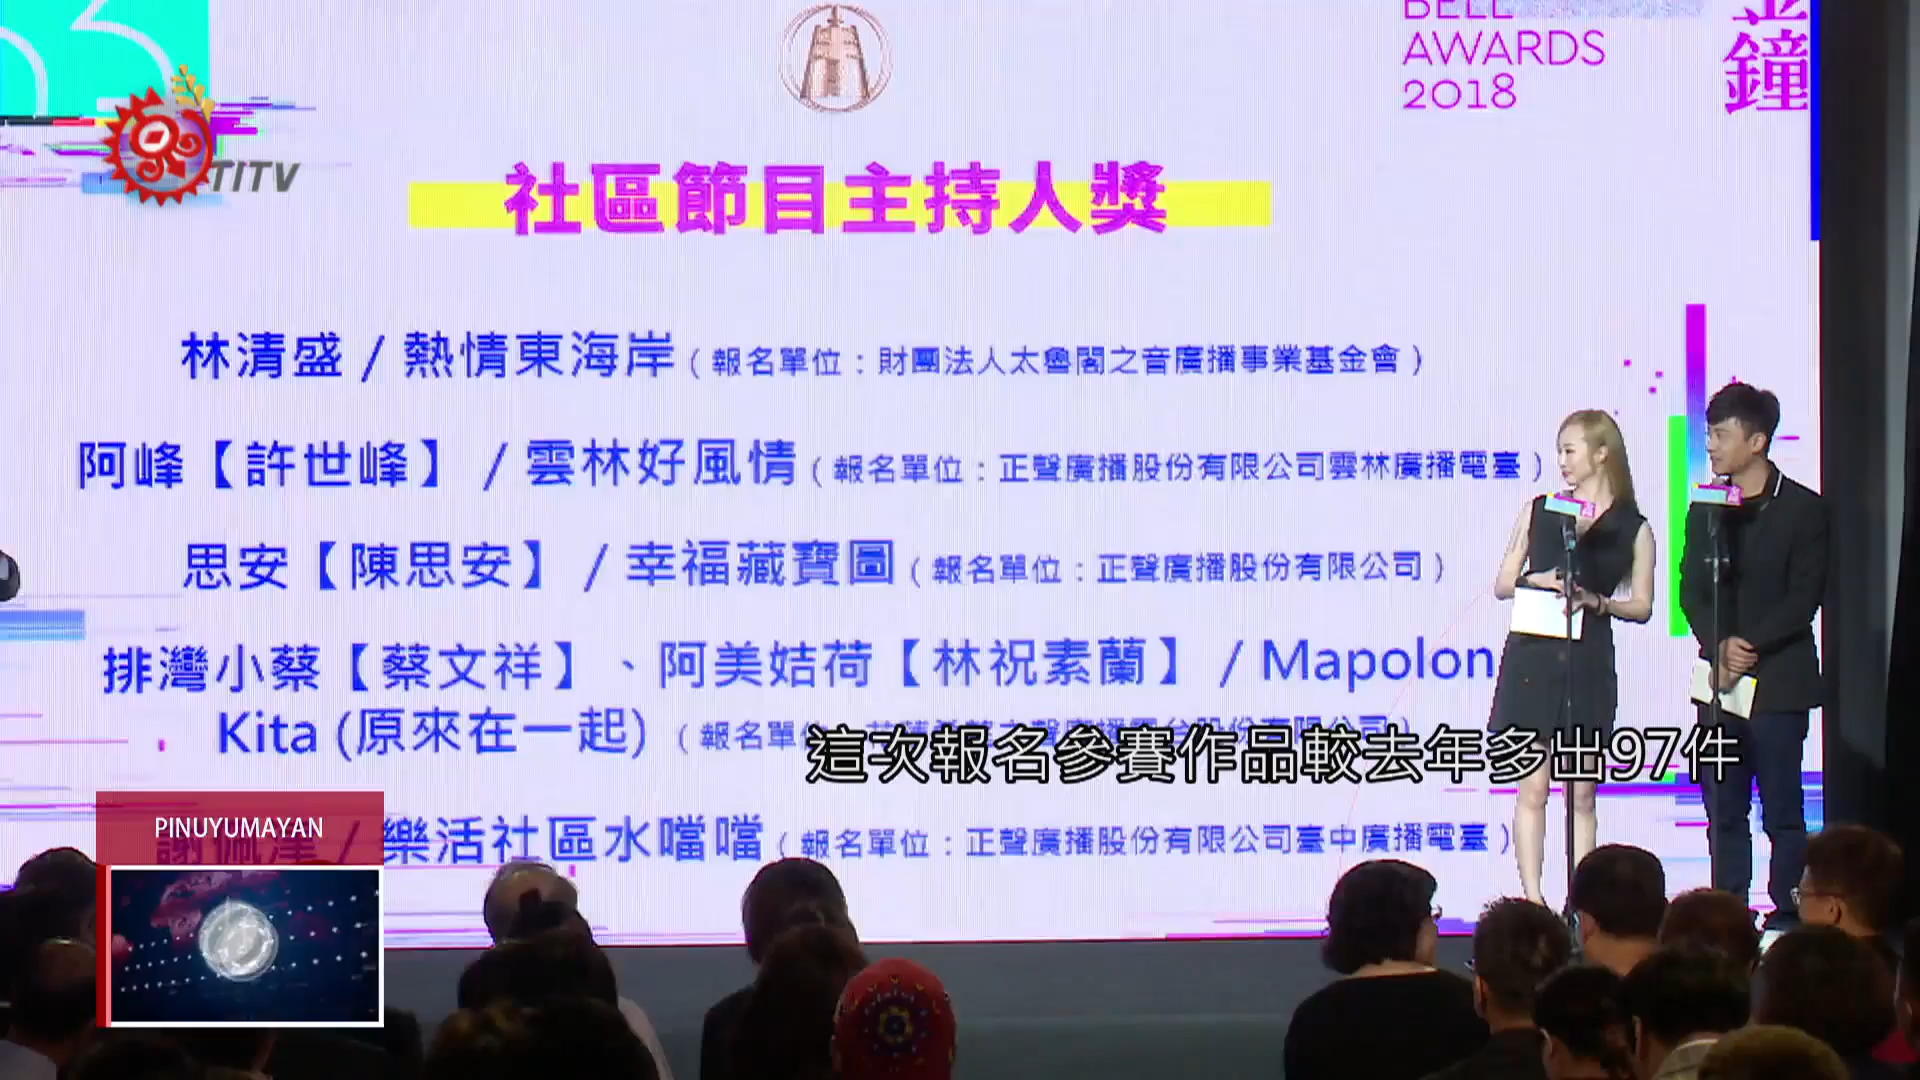 BELL
AWARDS
2018
金鐘
TITV
社區節目主持人獎
林清盛 / 熱情東海岸 (報名單位:財團法人太魯閣之音廣播事業基金會)
阿峰【許世峰】 / 雲林好風情 (報名單位:正聲廣播股份有限公司雲林廣播電臺)
思安【陳思安】 / 幸福藏寶圖 (報名單位:正聲廣播股份有限公司)
排灣小蔡【蔡文祥】、阿美姞荷【林祝素蘭】 / Mapolon
Kita (原來在一起) (報名單
這次報名參賽作品較去年多出97件
PINUYUMAYAN
/ 樂活社區水噹噹 (報名單位:正聲廣播股份有限公司臺中廣播電臺)